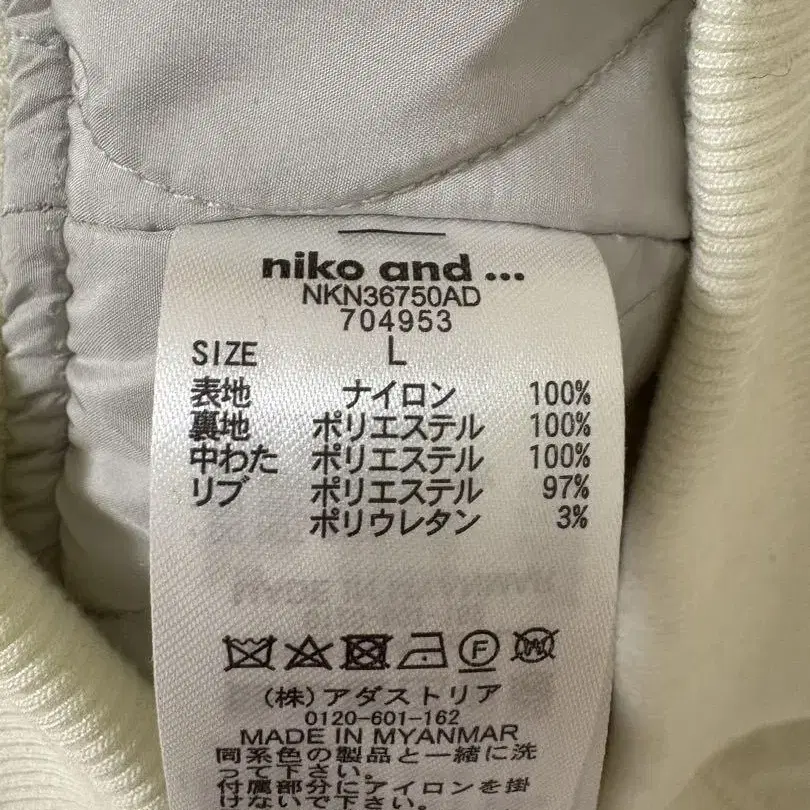 niko and ...
NKN36750AD
704953
SIZE L
表地 ナイロン 100%
裏地 ポリエステル 100%
中わた ポリエステル 100%
リブ ポリエステル 97%
ポリウレタン 3%
F W
(株)アダストリア
0120-601-162
MADE IN MYANMAR
同系色の製品と一緒に洗
って下さい。
付属部分にアイロンを掛
けないで下さい。